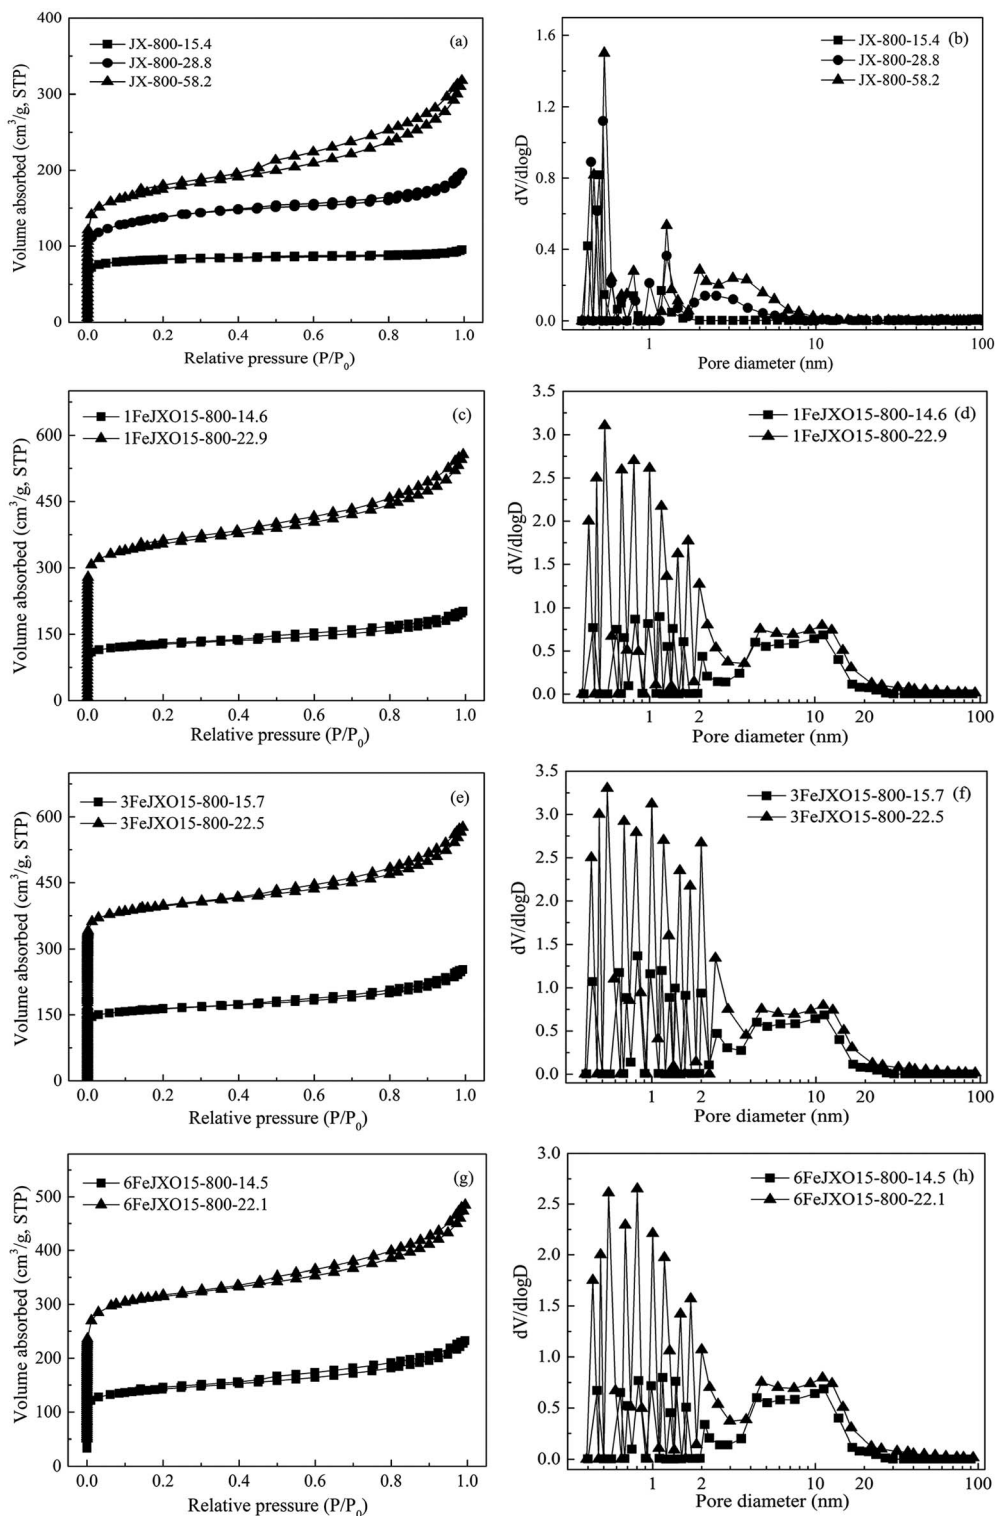 (a)
JX-800-15.4
JX-800-28.8
JX-800-58.2
400
300
200
100
0
Volume absorbed (cm³/g, STP)
0.0 0.2 0.4 0.6 0.8 1.0
Relative pressure (P/P₀)
(b)
JX-800-15.4
JX-800-28.8
JX-800-58.2
1.6
1.2
0.8
0.4
0.0
dV/dlogD
1 10 100
Pore diameter (nm)
(c)
1FeJXO15-800-14.6
1FeJXO15-800-22.9
600
450
300
150
0
Volume absorbed (cm³/g, STP)
0.0 0.2 0.4 0.6 0.8 1.0
Relative pressure (P/P₀)
(d)
1FeJXO15-800-14.6
1FeJXO15-800-22.9
3.5
3.0
2.5
2.0
1.5
1.0
0.5
0.0
dV/dlogD
1 2 10 100
Pore diameter (nm)
(e)
3FeJXO15-800-15.7
3FeJXO15-800-22.5
600
450
300
150
0
Volume absorbed (cm³/g, STP)
0.0 0.2 0.4 0.6 0.8 1.0
Relative pressure (P/P₀)
(f)
3FeJXO15-800-15.7
3FeJXO15-800-22.5
3.5
3.0
2.5
2.0
1.5
1.0
0.5
0.0
dV/dlogD
1 2 10 100
Pore diameter (nm)
(g)
6FeJXO15-800-14.5
6FeJXO15-800-22.1
500
400
300
200
100
0
Volume absorbed (cm³/g, STP)
0.0 0.2 0.4 0.6 0.8 1.0
Relative pressure (P/P₀)
(h)
6FeJXO15-800-14.5
6FeJXO15-800-22.1
3.0
2.5
2.0
1.5
1.0
0.5
0.0
dV/dlogD
1 2 10 100
Pore diameter (nm)